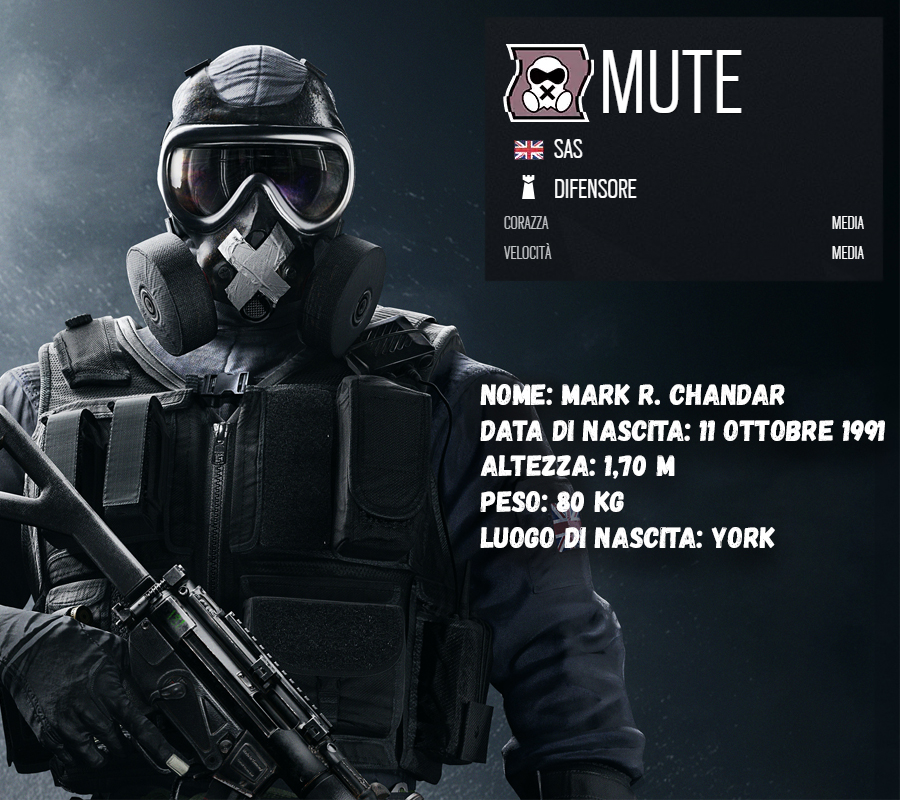 MUTE
SAS
DIFENSORE
CORAZZA MEDIA
VELOCITÀ MEDIA
NOME: MARK R. CHANDAR
DATA DI NASCITA: 11 OTTOBRE 1991
ALTEZZA: 1,70 M
PESO: 80 KG
LUOGO DI NASCITA: YORK